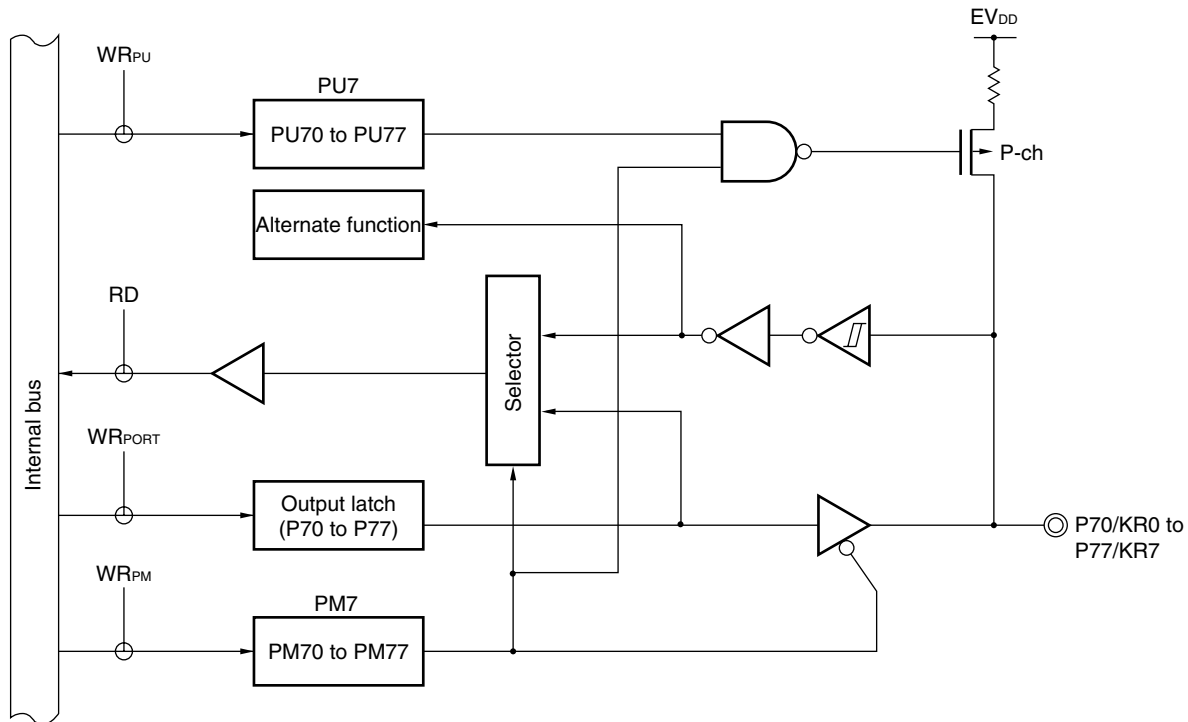 EVDD
WRPU
PU7
PU70 to PU77
P-ch
Alternate function
RD
Selector
Internal bus
WRPORT
Output latch
(P70 to P77)
P70/KR0 to
P77/KR7
WRPM
PM7
PM70 to PM77